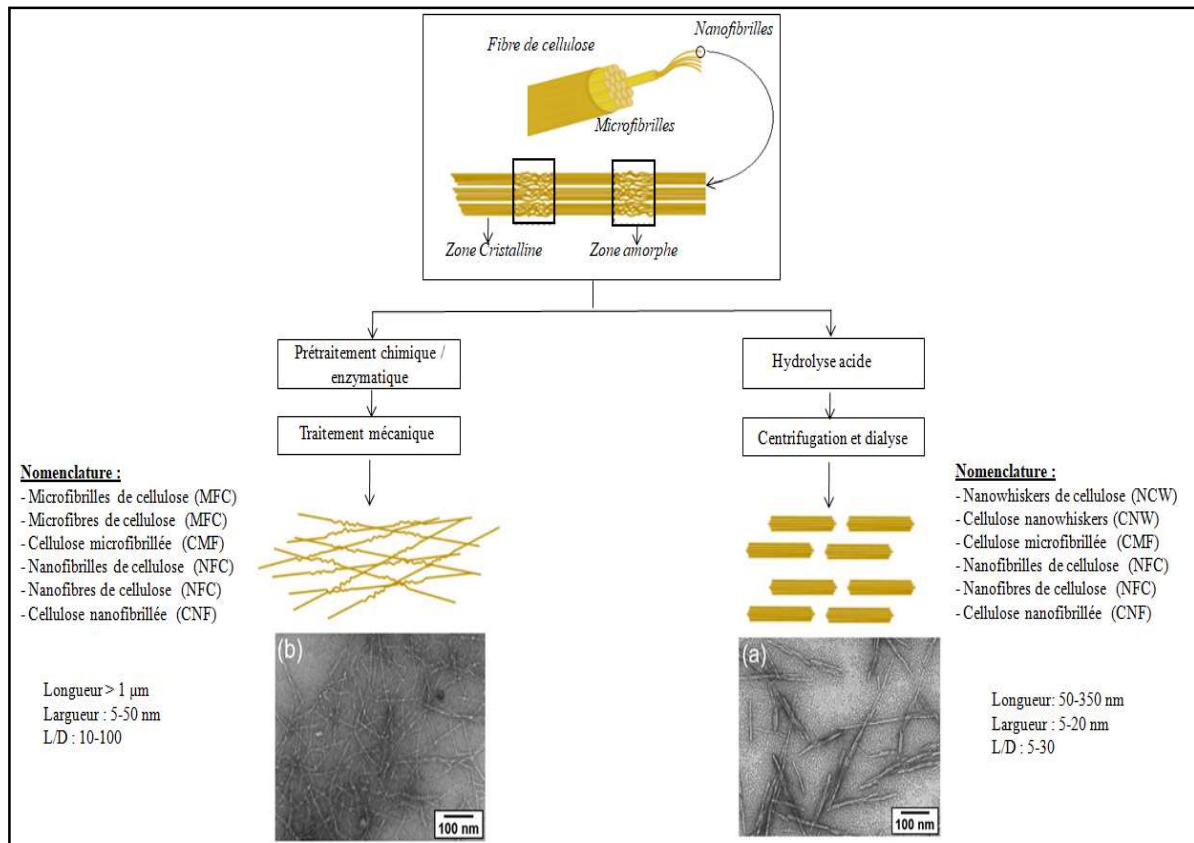 Nanofibrilles
Fibre de cellulose
Microfibrilles
Zone Cristalline
Zone amorphe
Prétraitement chimique /
enzymatique
Traitement mécanique
Hydrolyse acide
Centrifugation et dialyse
Nomenclature :
- Microfibrilles de cellulose (MFC)
- Microfibres de cellulose (MFC)
- Cellulose microfibrillée (CMF)
- Nanofibrilles de cellulose (NFC)
- Nanofibres de cellulose (NFC)
- Cellulose nanofibrillée (CNF)
Nomenclature :
- Nanowhiskers de cellulose (NCW)
- Cellulose nanowhiskers (CNW)
- Cellulose microfibrillée (CMF)
- Nanofibrilles de cellulose (NFC)
- Nanofibres de cellulose (NFC)
- Cellulose nanofibrillée (CNF)
(b)
100 nm
(a)
100 nm
Longueur > 1 µm
Largueur : 5-50 nm
L/D : 10-100
Longueur: 50-350 nm
Largueur : 5-20 nm
L/D : 5-30